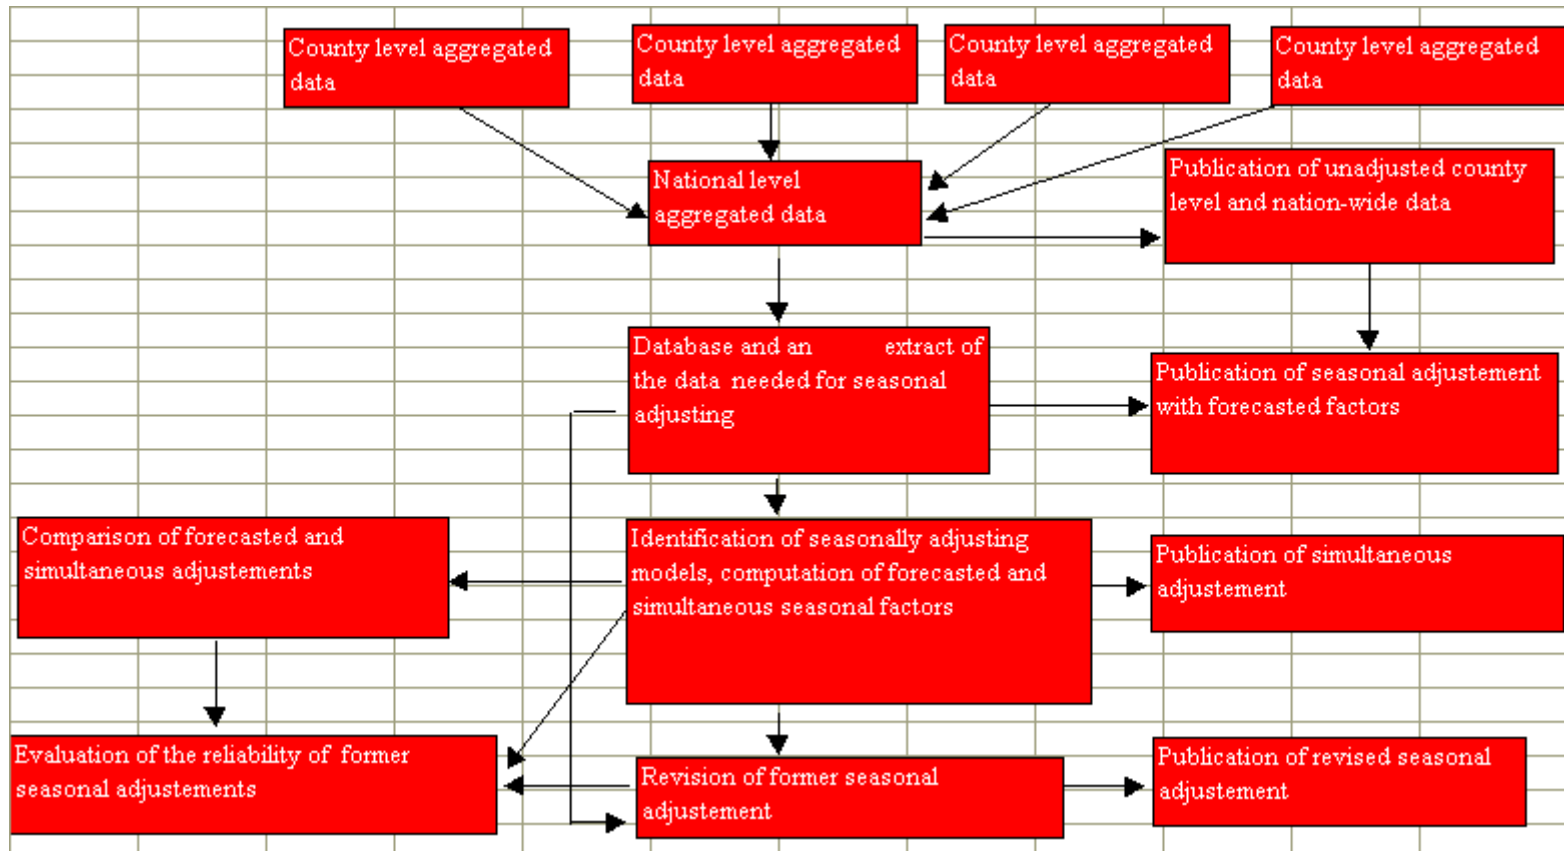 County level aggregated
data
County level aggregated
data
County level aggregated
data
County level aggregated
data
National level
aggregated data
Publication of unadjusted county
level and nation-wide data
Database and an extract of
the data needed for seasonal
adjusting
Publication of seasonal adjustement
with forecasted factors
Comparison of forecasted and
simultaneous adjustements
Identification of seasonally adjusting
models, computation of forecasted and
simultaneous seasonal factors
Publication of simultaneous
adjustement
Evaluation of the reliability of former
seasonal adjustements
Revision of former seasonal
adjustement
Publication of revised seasonal
adjustement